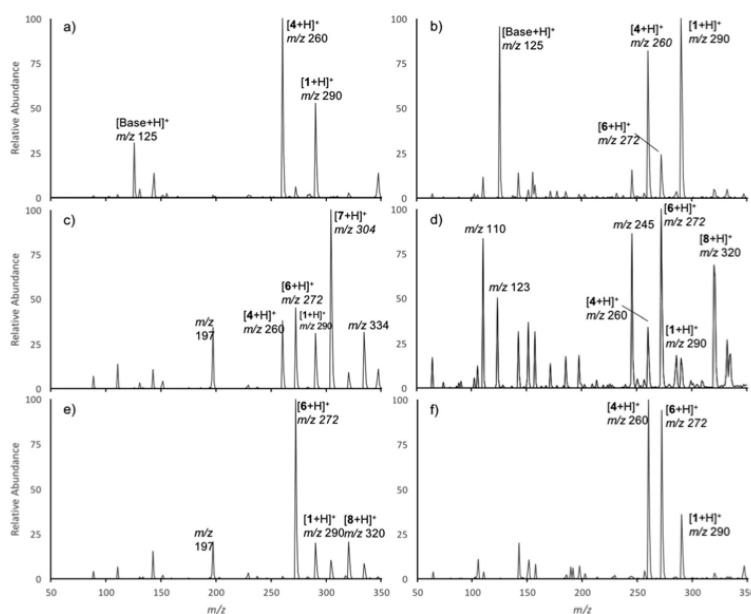 a)
[4+H]+
m/z 260
[1+H]+
m/z 290
[Base+H]+
m/z 125
Relative Abundance
100
75
50
25
0
b)
[Base+H]+
m/z 125
[4+H]+
m/z 260
[1+H]+
m/z 290
[6+H]+
m/z 272
Relative Abundance
100
75
50
25
0
c)
[7+H]+
m/z 304
[6+H]+
m/z 272
[4+H]+
m/z 260
[1+H]+
m/z 290
m/z
197
m/z 334
Relative Abundance
100
75
50
25
0
d)
m/z 110
m/z 123
m/z 245
[6+H]+
m/z 272
[8+H]+
m/z 320
[4+H]+
m/z 260
[1+H]+
m/z 290
100
75
50
25
0
e)
[6+H]+
m/z 272
[1+H]+
m/z 290
[8+H]+
m/z 320
m/z
197
Relative Abundance
100
75
50
25
0
50 100 150 200 250 300 350
m/z
f)
[4+H]+
m/z 260
[6+H]+
m/z 272
[1+H]+
m/z 290
100
75
50
25
0
50 100 150 200 250 300 350
m/z